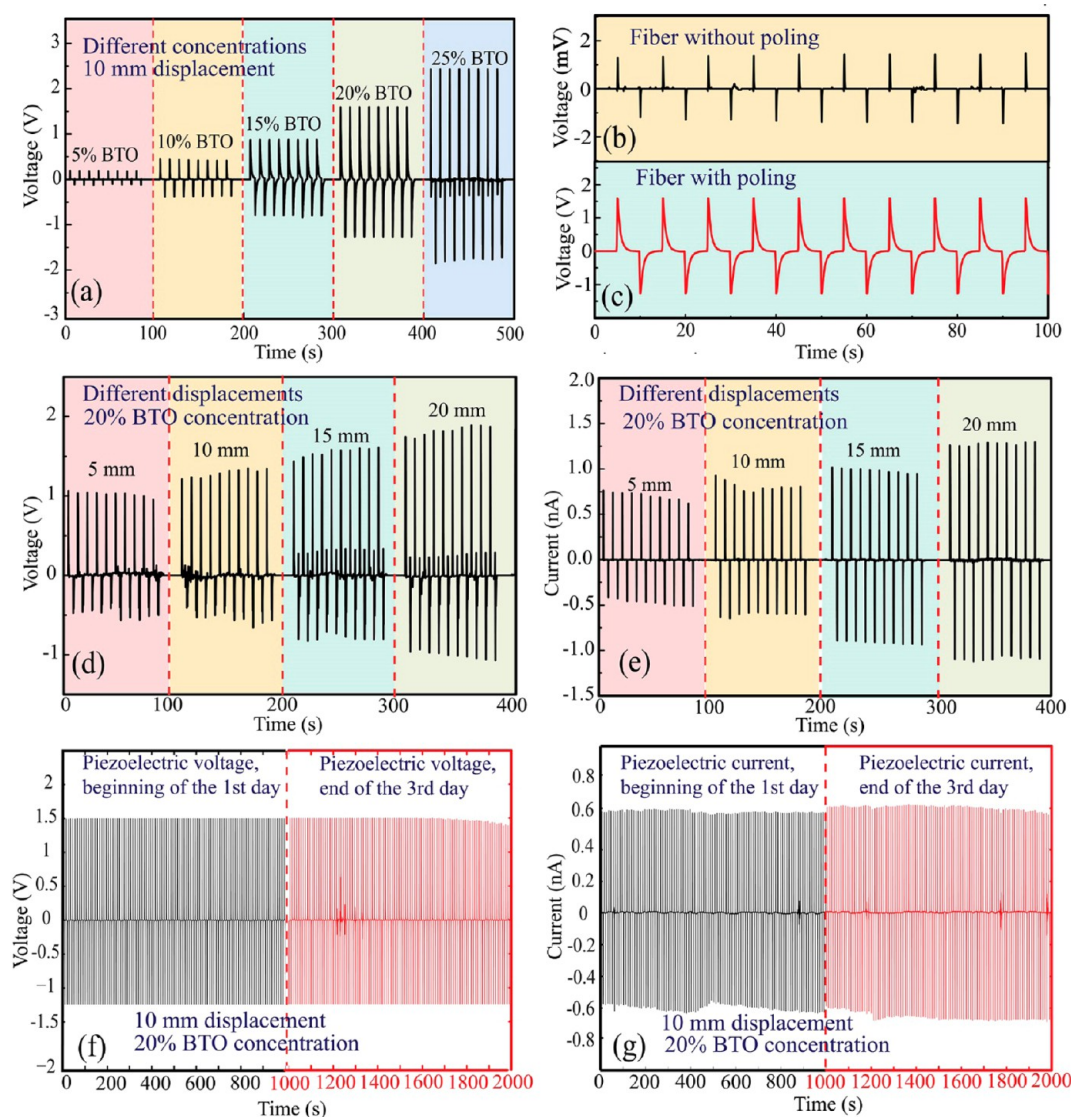 Different concentrations
10 mm displacement
5% BTO
10% BTO
15% BTO
20% BTO
25% BTO
Voltage (V)
3
2
1
0
-1
-2
-3
(a)
0 100 200 300 400 500
Time (s)
Fiber without poling
Voltage (mV)
2
0
-2
(b)
Fiber with poling
Voltage (V)
2
1
0
-1
(c)
0 20 40 60 80 100
Time (s)
Different displacements
20% BTO concentration
5 mm
10 mm
15 mm
20 mm
Voltage (V)
2
1
0
-1
(d)
0 100 200 300 400
Time (s)
Different displacements
20% BTO concentration
5 mm
10 mm
15 mm
20 mm
Current (nA)
2.0
1.5
1.0
0.5
0.0
-0.5
-1.0
-1.5
(e)
0 100 200 300 400
Time (s)
Piezoelectric voltage,
beginning of the 1st day
Piezoelectric voltage,
end of the 3rd day
Voltage (V)
2
1.5
1
0.5
0
-0.5
-1
-1.5
-2
10 mm displacement
20% BTO concentration
(f)
0 200 400 600 800 1000 1200 1400 1600 1800 2000
Time (s)
Piezoelectric current,
beginning of the 1st day
Piezoelectric current,
end of the 3rd day
Current (nA)
0.8
0.6
0.4
0.2
0
-0.2
-0.4
-0.6
-0.8
10 mm displacement
20% BTO concentration
(g)
0 200 400 600 800 1000 1200 1400 1600 1800 2000
Time (s)